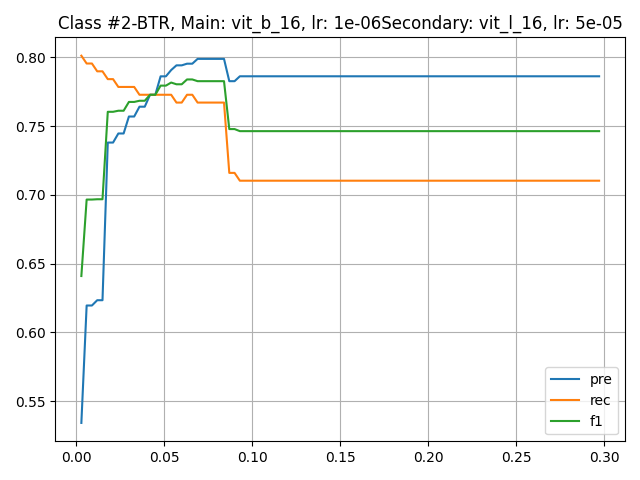 Class #2-BTR, Main: vit_b_16, lr: 1e-06Secondary: vit_l_16, lr: 5e-05
0.80
0.75
0.70
0.65
0.60
0.55
0.00 0.05 0.10 0.15 0.20 0.25 0.30
pre
rec
f1